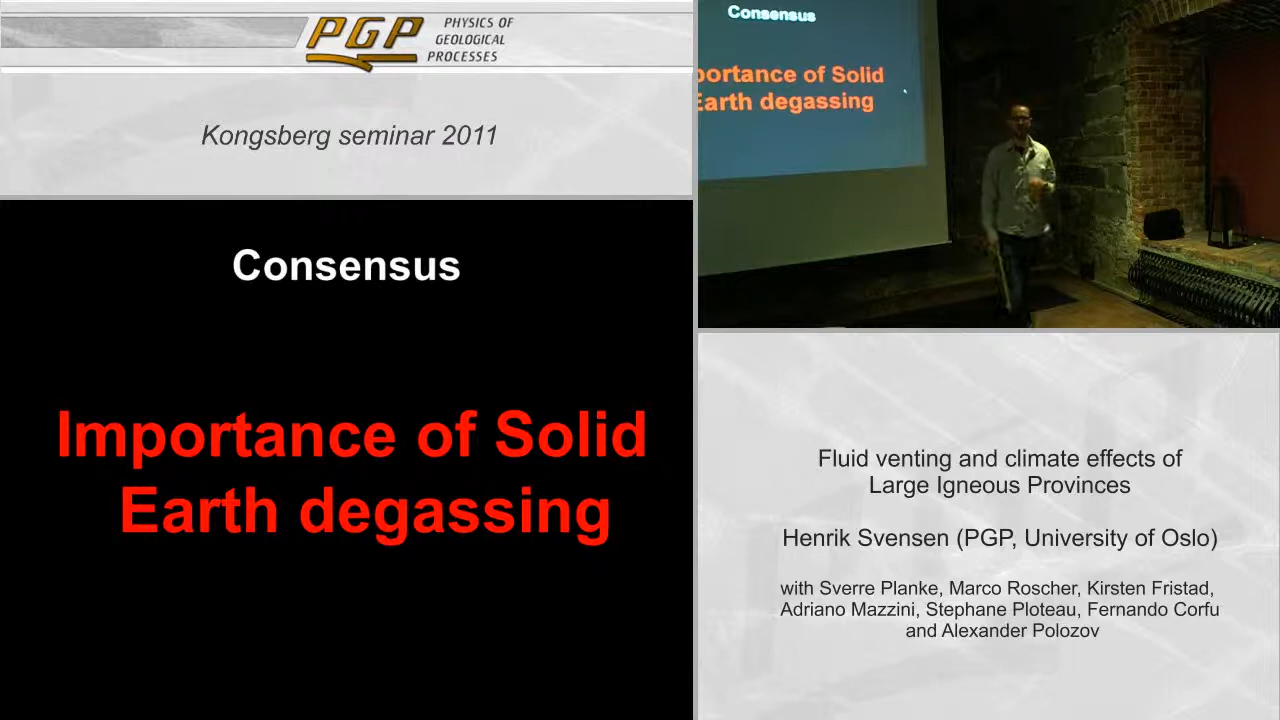 PGP
PHYSICS OF
GEOLOGICAL
PROCESSES
Kongsberg seminar 2011
Consensus
Importance of Solid
Earth degassing
Consensus
portance of Solid
Earth degassing
Fluid venting and climate effects of
Large Igneous Provinces
Henrik Svensen (PGP, University of Oslo)
with Sverre Planke, Marco Roscher, Kirsten Fristad,
Adriano Mazzini, Stephane Ploteau, Fernando Corfu
and Alexander Polozov